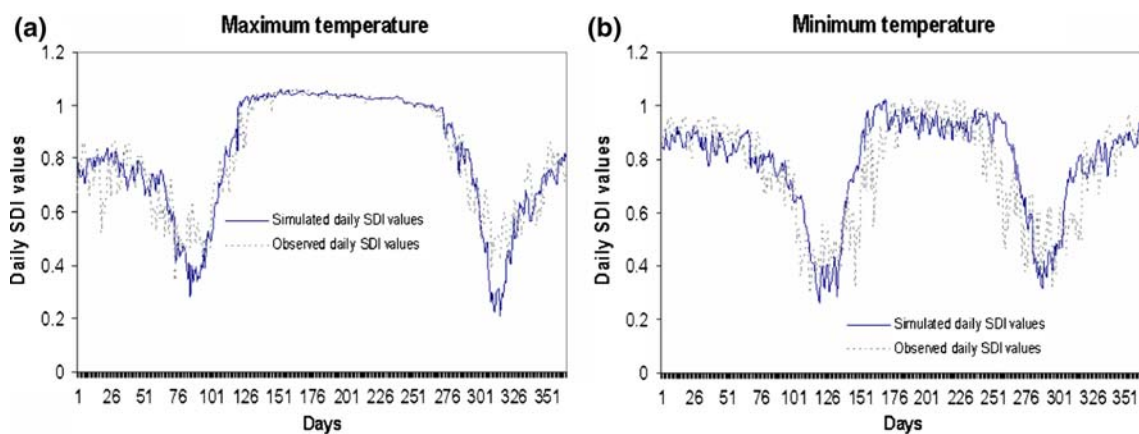 (a) Maximum temperature
1.2
1
0.8
0.6
0.4
0.2
0
Daily SDI values
Simulated daily SDI values
Observed daily SDI values
1 26 51 76 101 126 151 176 201 226 251 276 301 326 351
Days
(b) Minimum temperature
1.2
1
0.8
0.6
0.4
0.2
0
Daily SDI values
Simulated daily SDI values
Observed daily SDI values
1 26 51 76 101 126 151 176 201 226 251 276 301 326 351
Days